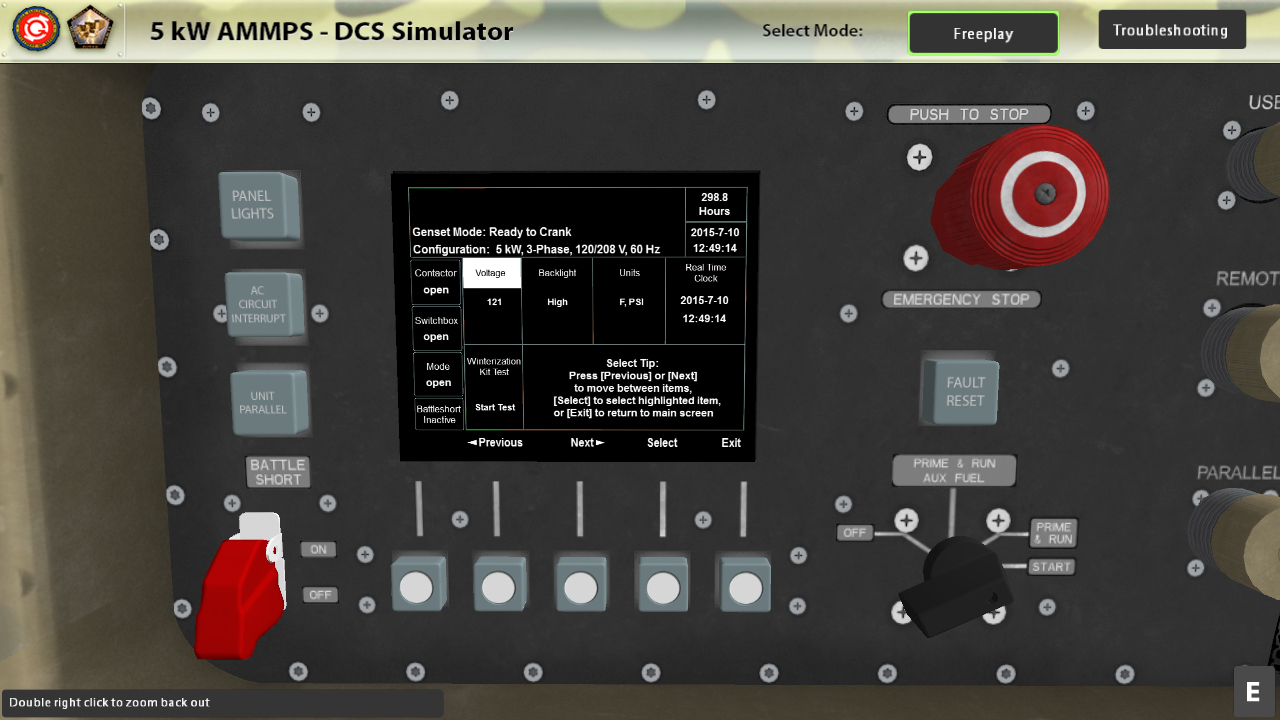 5 kW AMMPS - DCS Simulator
Select Mode:
Freeplay
Troubleshooting
PUSH TO STOP
EMERGENCY STOP
PANEL
LIGHTS
AC
CIRCUIT
INTERRUPT
UNIT
PARALLEL
BATTLE
SHORT
ON
OFF
298.8
Hours
Genset Mode: Ready to Crank
2015-7-10
12:49:14
Configuration: 5 kW, 3-Phase, 120/208 V, 60 Hz
Contactor
open
Voltage
121
Backlight
High
Units
F, PSI
Real Time
Clock
2015-7-10
12:49:14
Switchbox
open
Mode
open
Battleshort
Inactive
Winterization
Kit Test
Start Test
Select Tip:
Press [Previous] or [Next]
to move between items,
[Select] to select highlighted item,
or [Exit] to return to main screen
◄Previous
Next►
Select
Exit
FAULT
RESET
PRIME & RUN
AUX FUEL
OFF
PRIME
& RUN
START
USE
REMOT
PARALLEL
Double right click to zoom back out
E